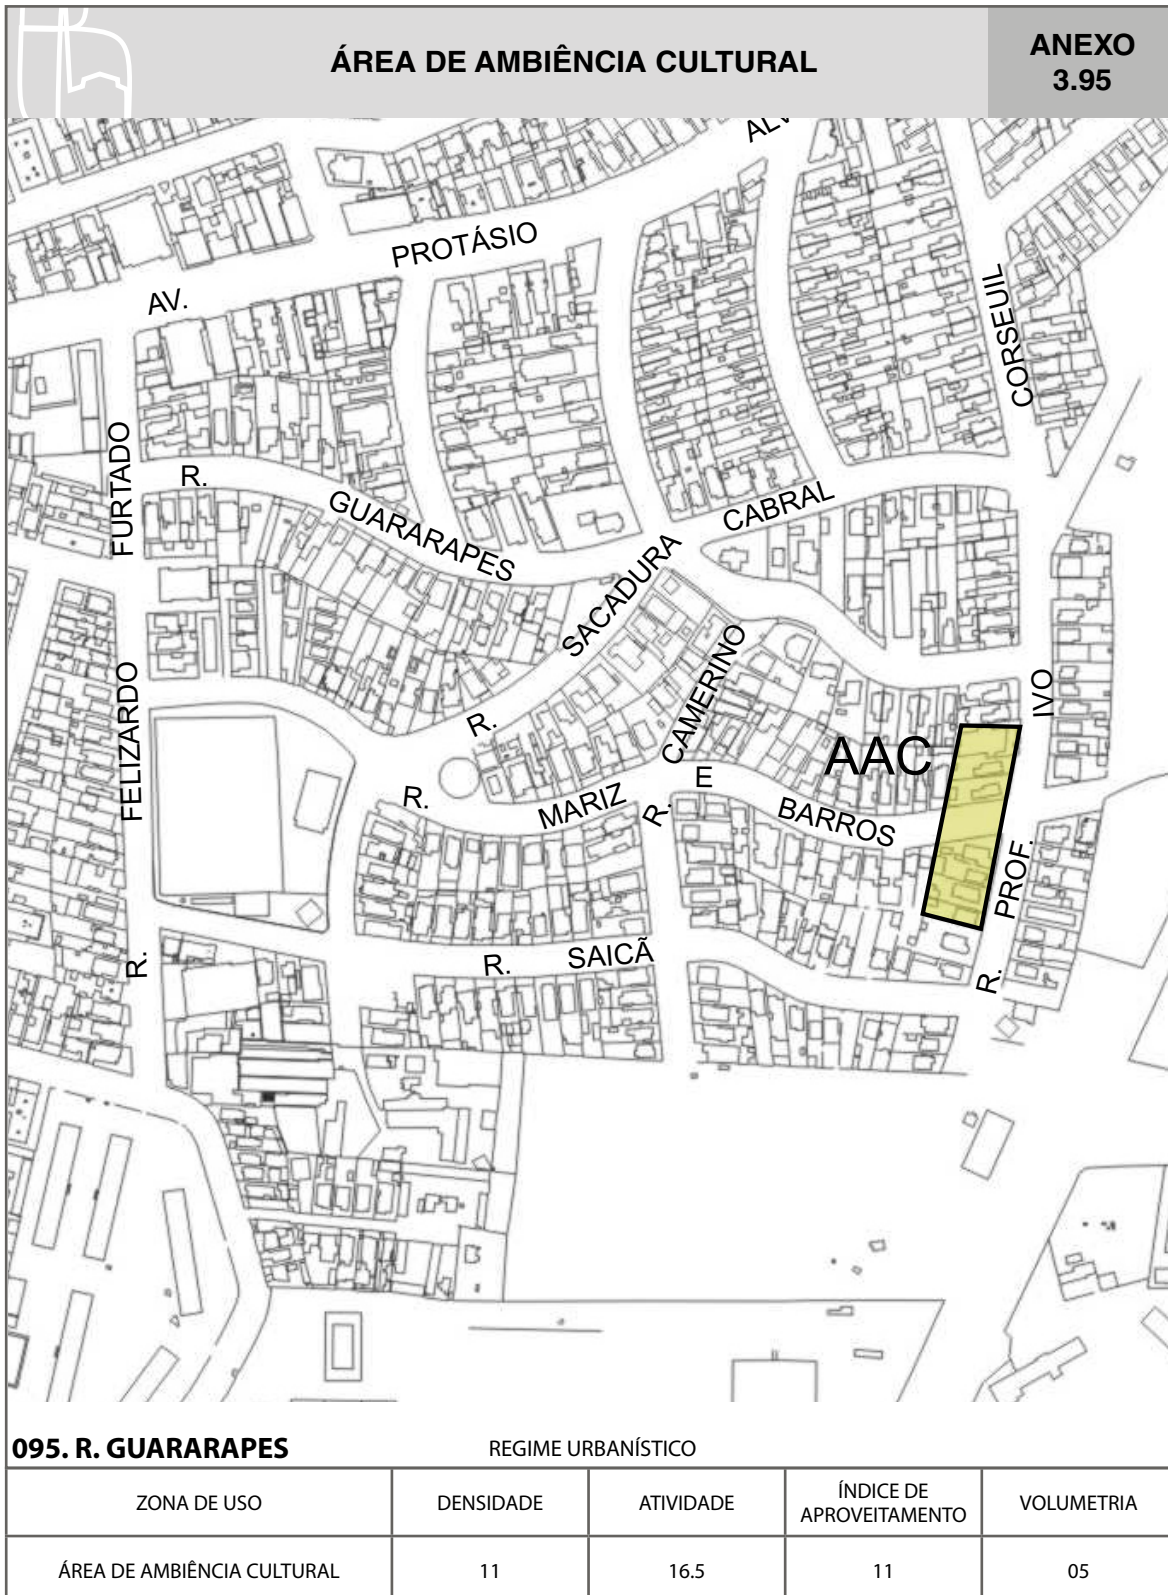 ÁREA DE AMBIÊNCIA CULTURAL
ANEXO
3.95
ALV
PROTÁSIO
AV.
CORSEUIL
FURTADO
R.
GUARARAPES
CABRAL
SACADURA
CAMERINO
IVO
FELIZARDO
R.
AAC
R.
MARIZ
R.
E
BARROS
PROF.
R.
R.
SAICÃ
R.
095. R. GUARARAPES
REGIME URBANÍSTICO
ZONA DE USO
DENSIDADE
ATIVIDADE
ÍNDICE DE
APROVEITAMENTO
VOLUMETRIA
ÁREA DE AMBIÊNCIA CULTURAL
11
16.5
11
05